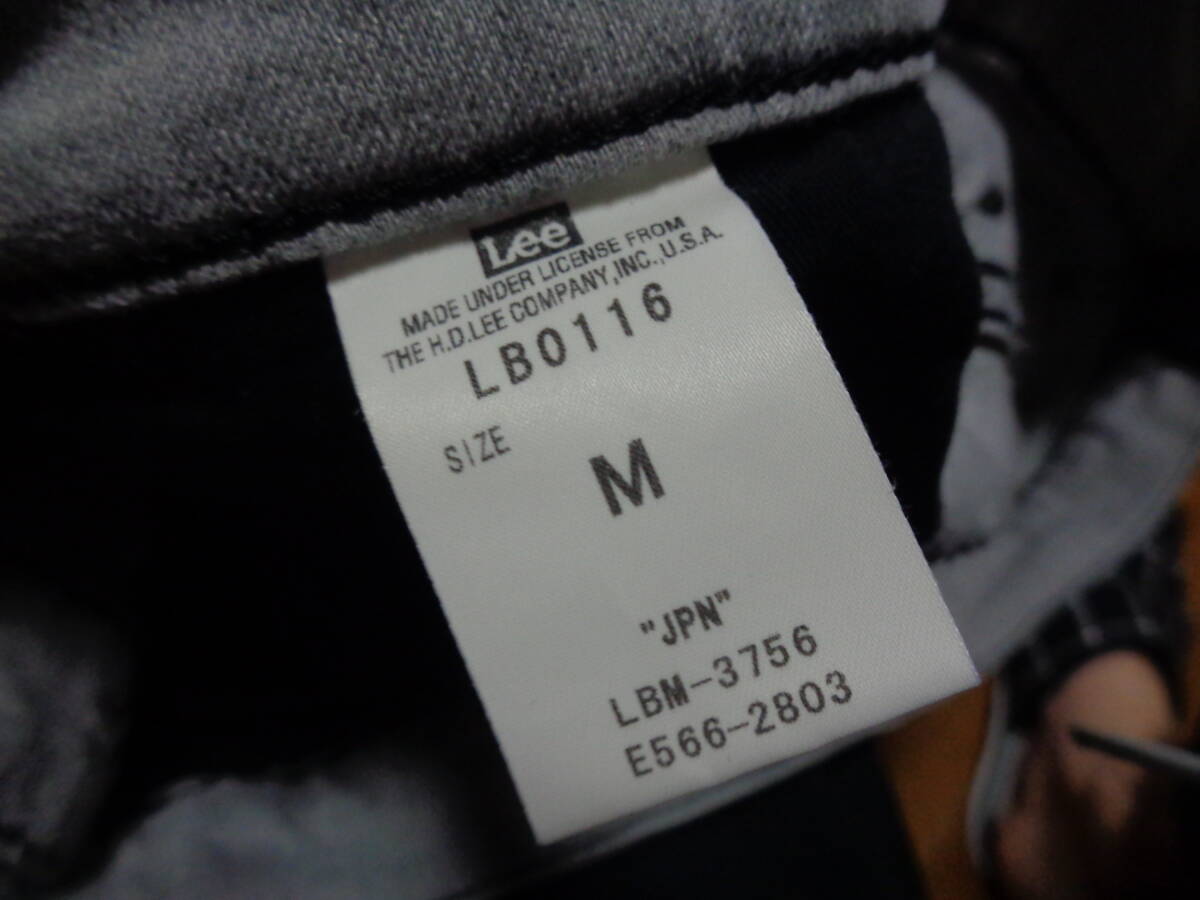 Lee
MADE UNDER LICENSE FROM
THE H.D.LEE COMPANY,INC.,U.S.A.
LB0116
SIZE
M
"JPN"
LBM-3756
E566-2803